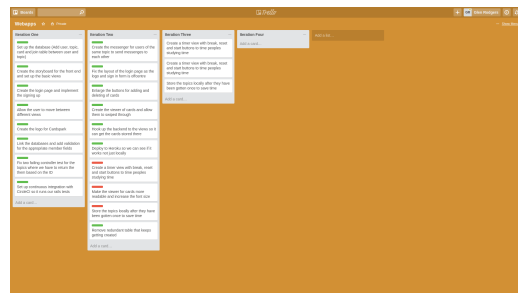 Boards
Trello
Webapps
Private
Iteration One
Set up the database (Add user, topic,
card and join table between user and
topic)
Create the storyboard for the front end
and set up the basic views
Create the login page and implement
the signing up
Allow the user to move between
different views
Create the logo for Cardspark
Link the databases and add validation
for the appropriate member fields
Fix two failing controller test for the
topics where we have to return the
them based on the ID
Set up continuous integration with
CircleCI so it runs our rails tests
Add a card...
Iteration Two
Create the messenger for users of the
same topic to send messages to
each other
Fix the layout of the login page as the
logo and sign in form is offcentre
Enlarge the buttons for adding and
deleting of cards
Create the viewer of cards and allow
them to swiped through
Hook up the backend to the views so it
can get the cards stored there
Deploy to Heroku so we can see if it
works not just locally
Create a timer view with break, reset
and start buttons to time peoples
studying time
Make the viewer for cards more
readable and increase the font size
Store the topics locally after they have
been gotten once to save time
Remove redundant table that keeps
getting created
Add a card...
Iteration Three
Create a timer view with break, reset
and start buttons to time peoples
studying time
Create a timer view with break, reset
and start buttons to time peoples
studying time
Store the topics locally after they have
been gotten once to save time
Add a card...
Iteration Four
Add a card...
Add a list...